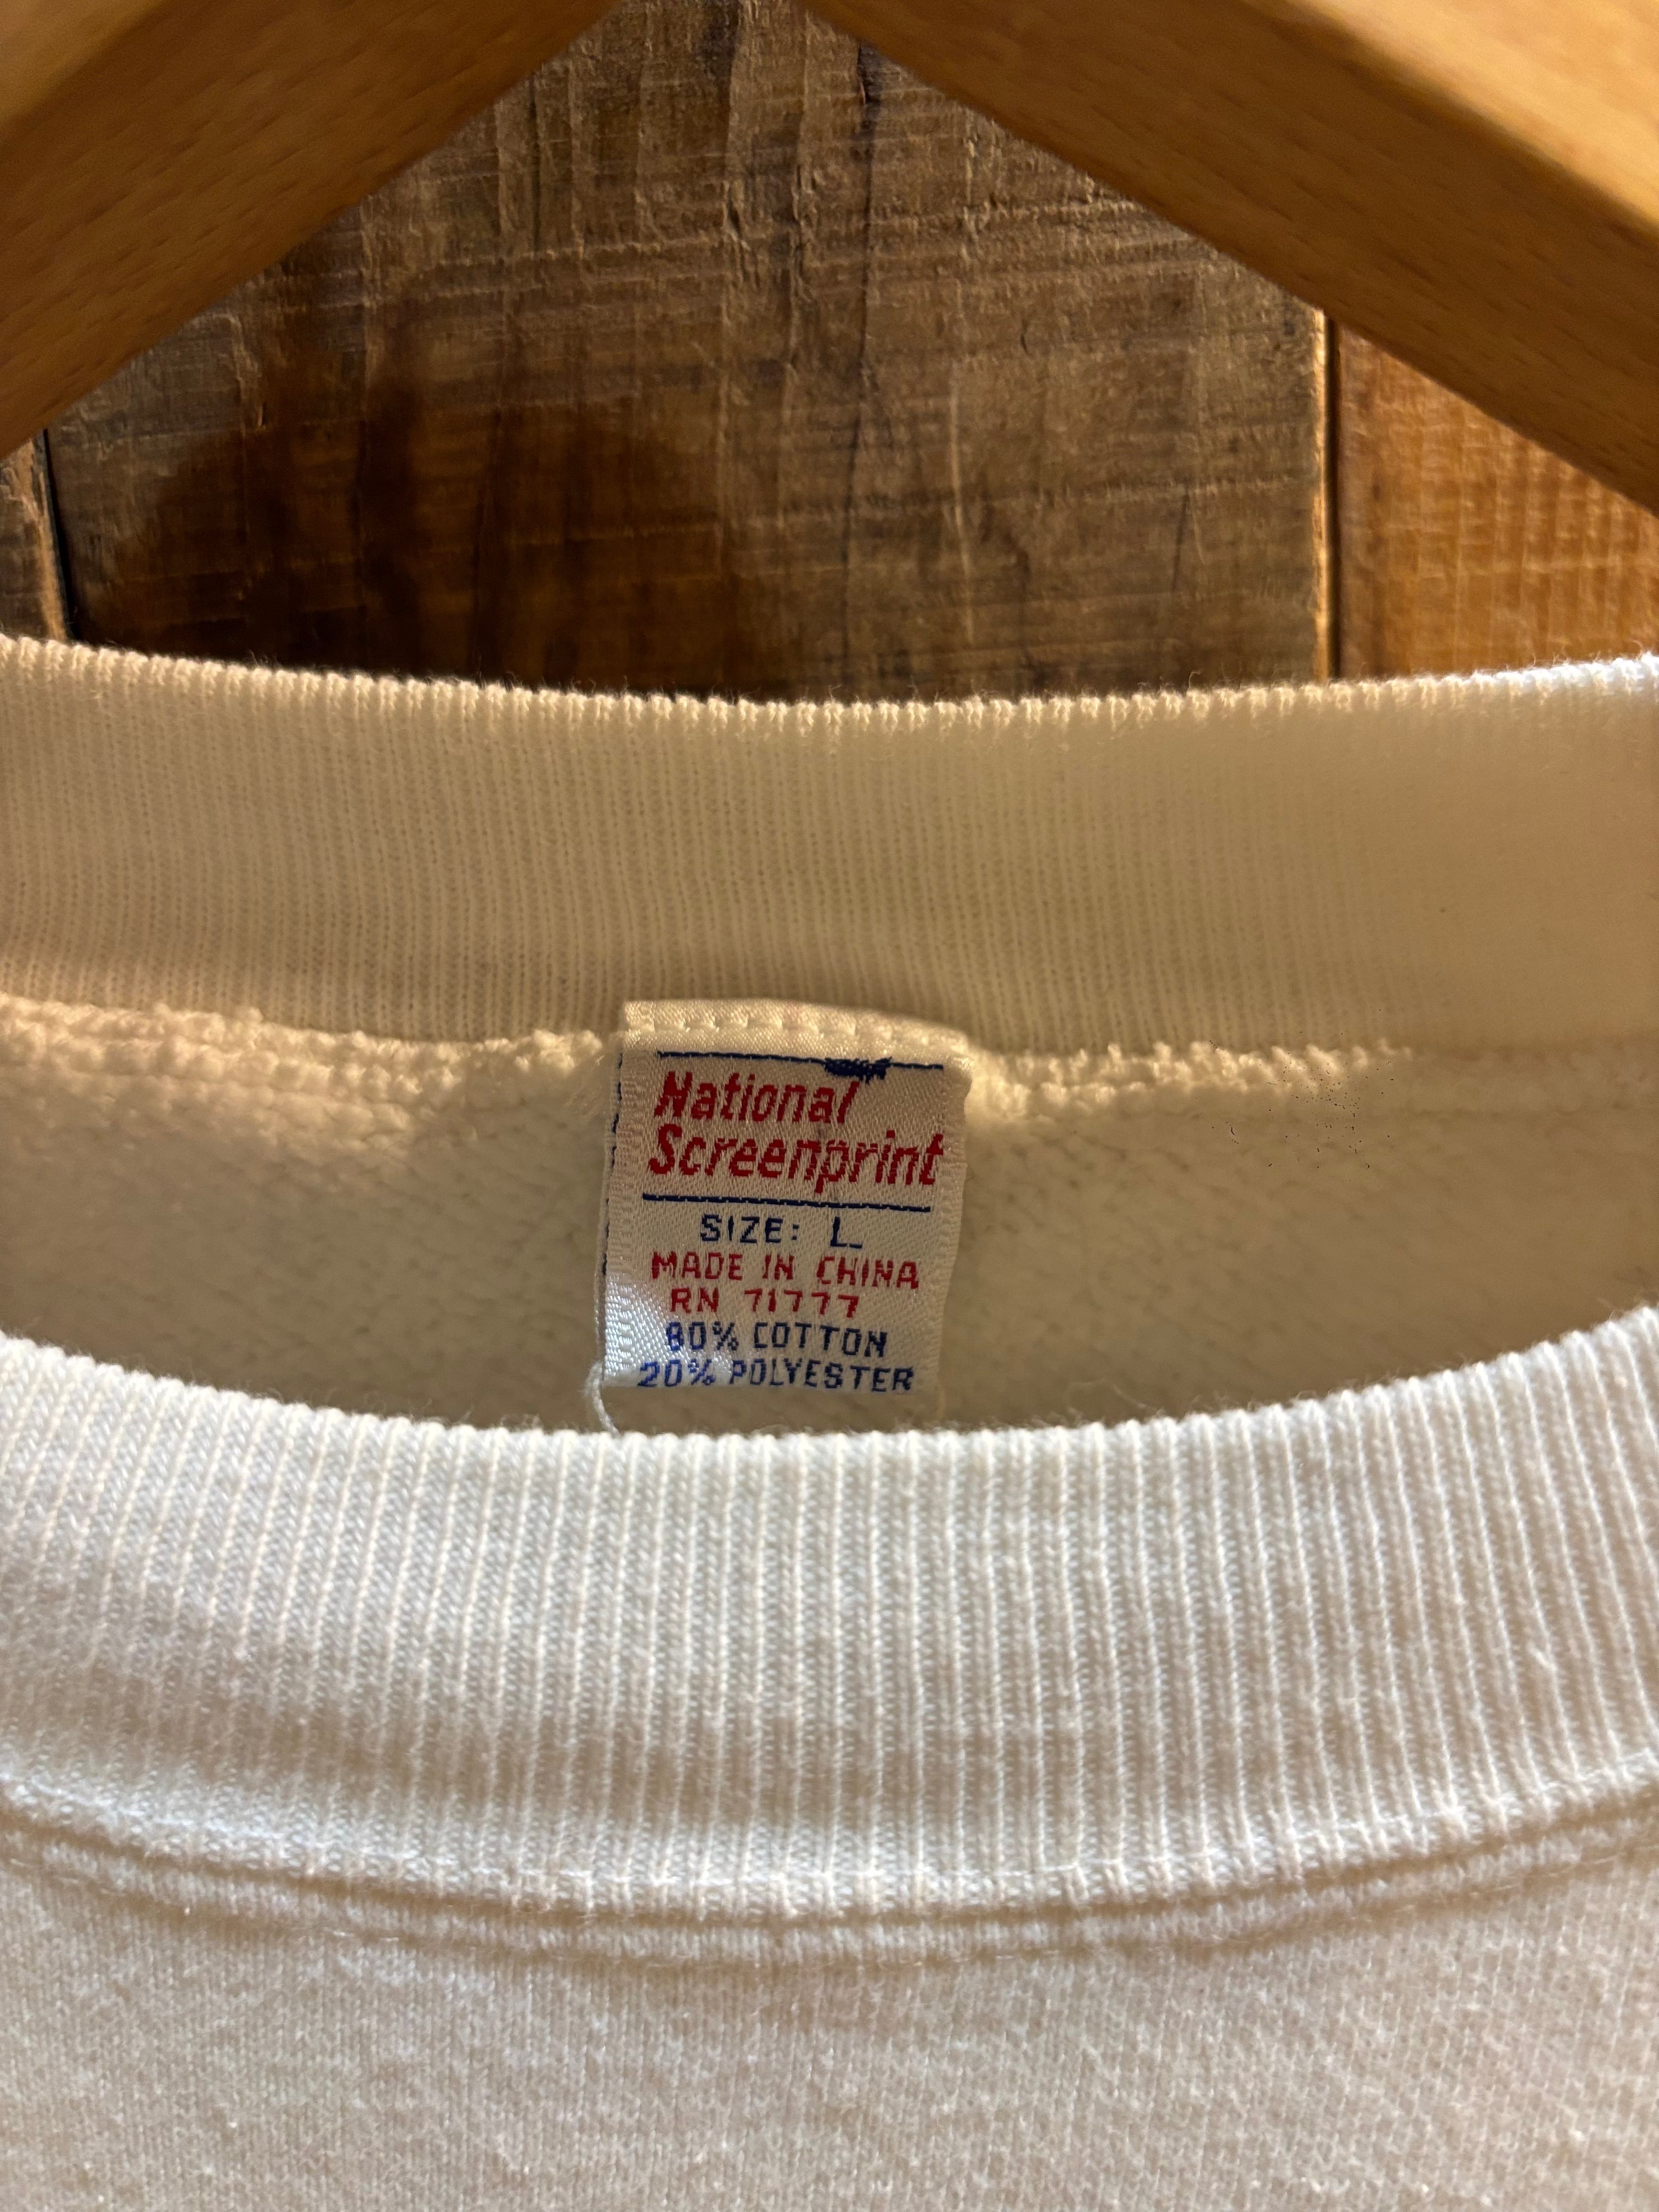 National
Screenprint
SIZE: L
MADE IN CHINA
RN 71777
80% COTTON
20% POLYESTER